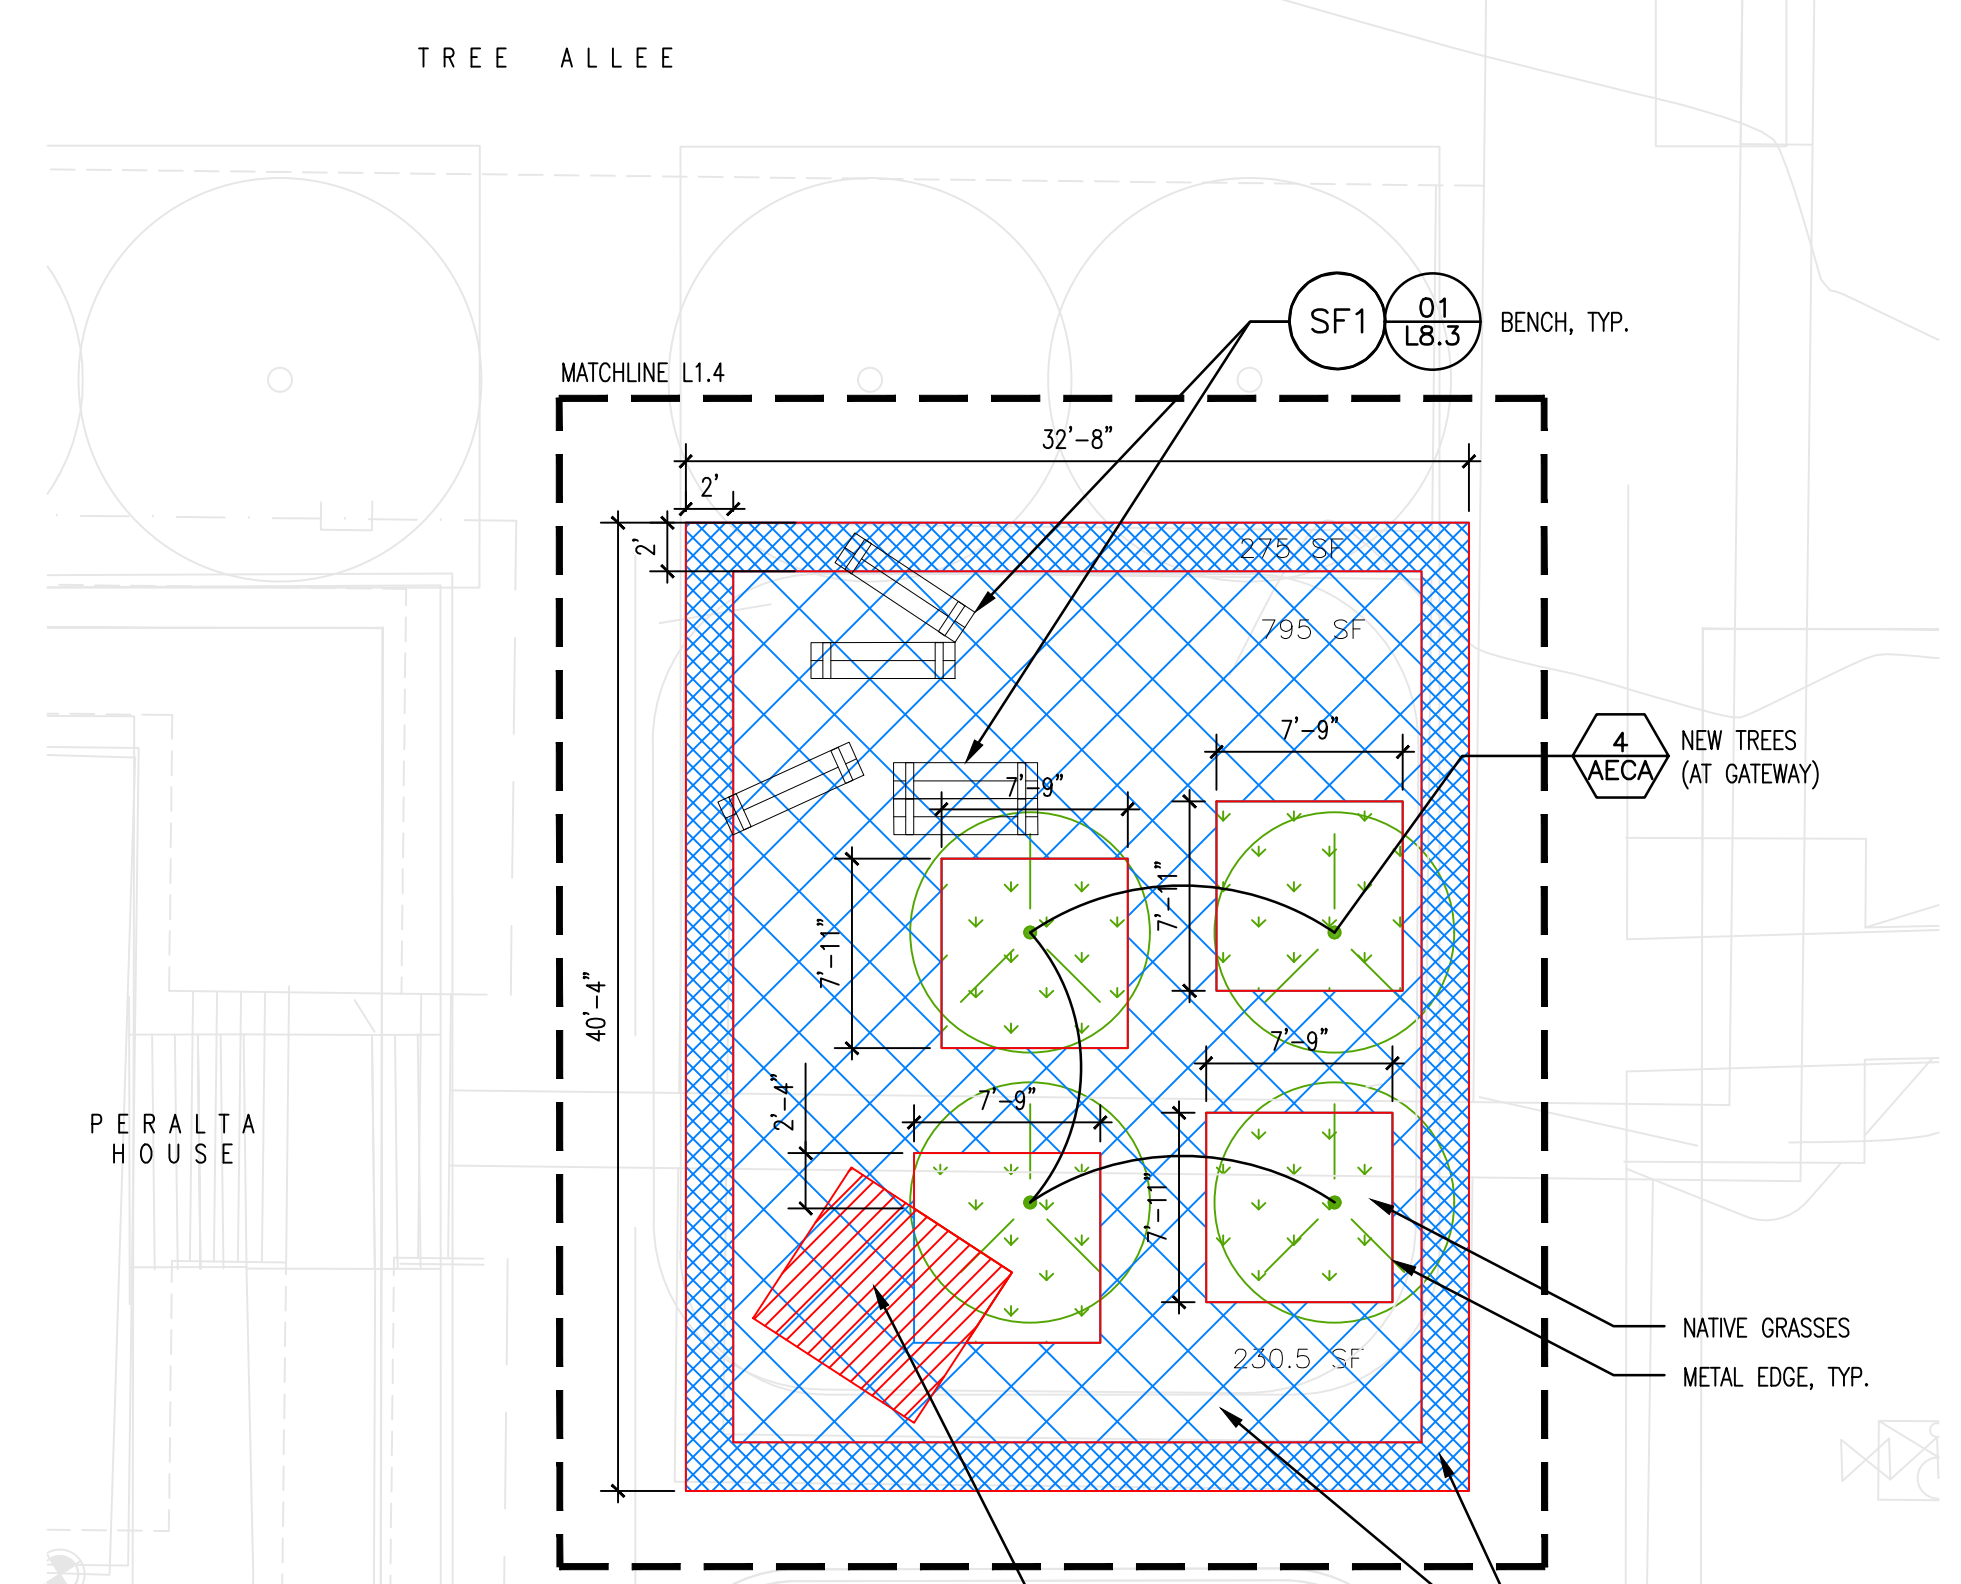 TREE ALLEE
SF1
01
L8.3
BENCH, TYP.
MATCHLINE L1.4
32'-8"
2'
2'
275 SF
795 SF
7'-9"
4
AECA
NEW TREES
(AT GATEWAY)
7'-9"
7'-11"
7'-11"
40'-4"
7'-9"
2'-4"
7'-9"
PERALTA
HOUSE
7'-11"
NATIVE GRASSES
230.5 SF
METAL EDGE, TYP.